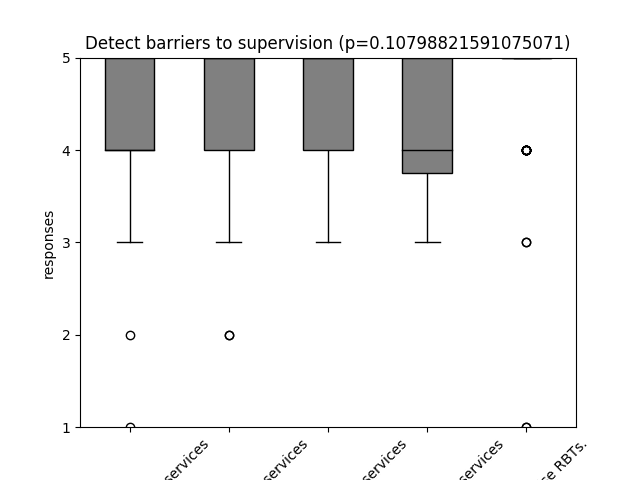 Detect barriers to supervision (p=0.10798821591075071)
5
4
3
2
1
responses
services
services
services
services
RBTs.